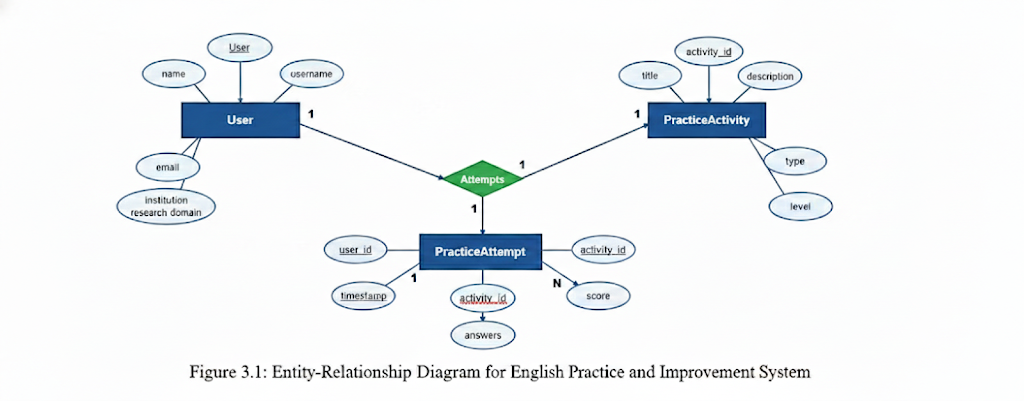 User
activity_id
name
username
title
description
User
1
1
PracticeActivity
email
1
type
Attempts
institution
research domain
1
level
user_id
PracticeAttempt
activity_id
1
N
timestamp
activity_id
score
answers
Figure 3.1: Entity-Relationship Diagram for English Practice and Improvement System